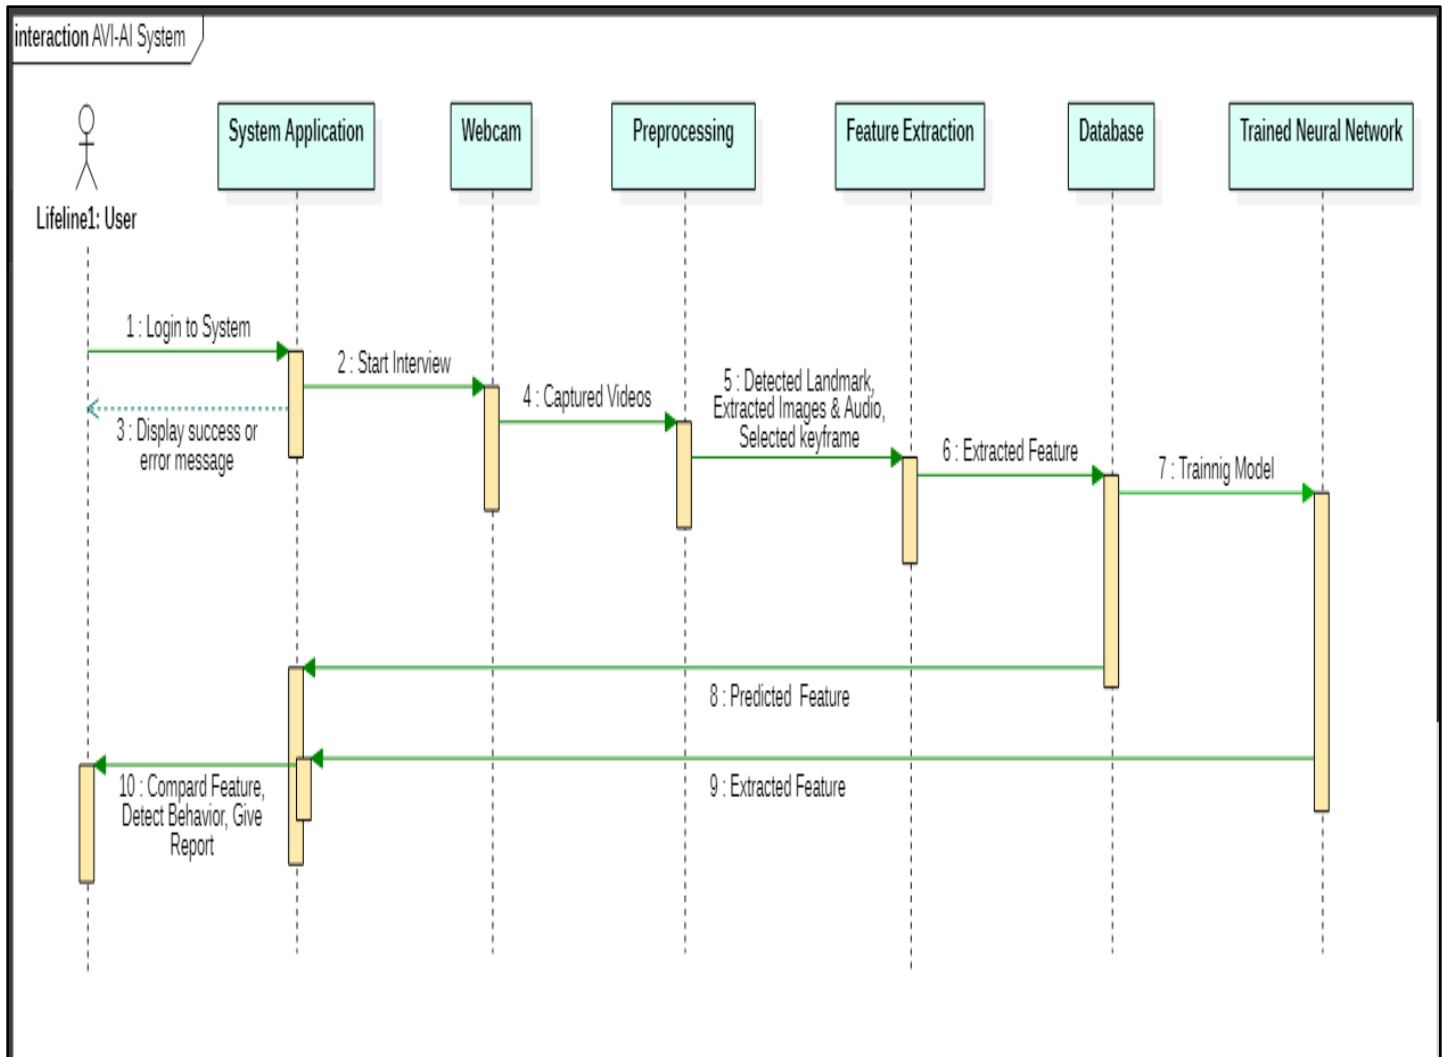 interaction AVI-AI System
System Application
Webcam
Preprocessing
Feature Extraction
Database
Trained Neural Network
Lifeline1: User
1 : Login to System
2 : Start Interview
3 : Display success or
error message
4 : Captured Videos
5 : Detected Landmark,
Extracted Images & Audio,
Selected keyframe
6 : Extracted Feature
7 : Trainnig Model
8 : Predicted  Feature
9 : Extracted Feature
10 : Compard Feature,
Detect Behavior, Give
Report